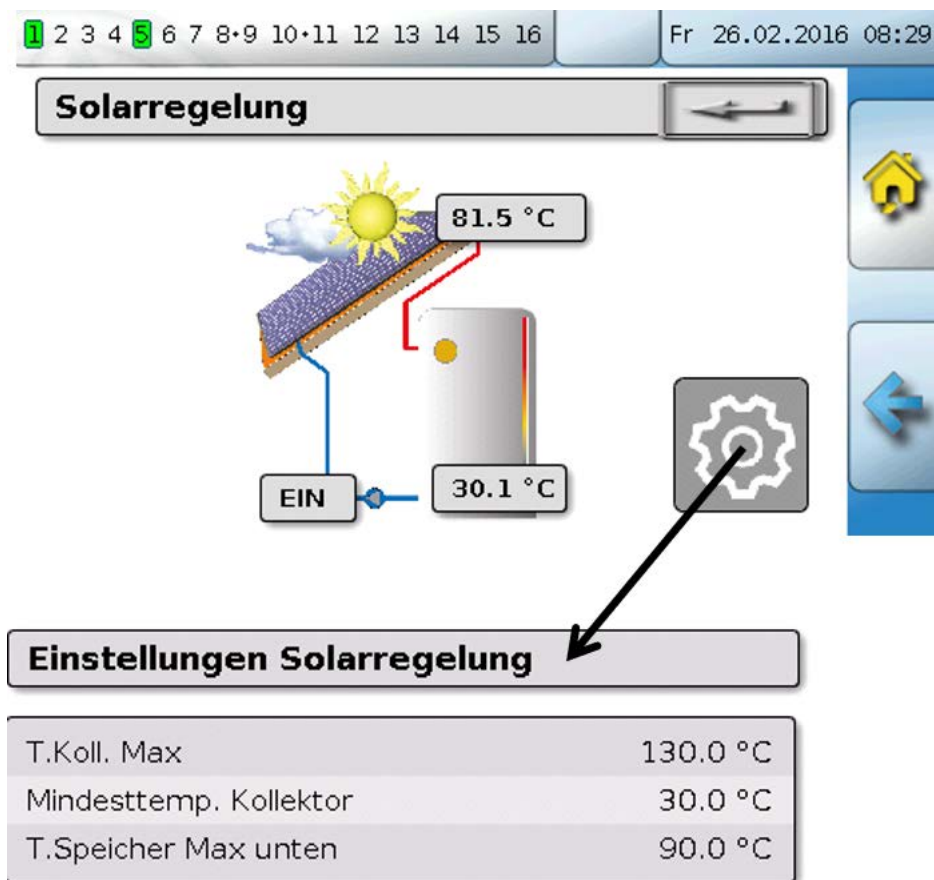 1 2 3 4 5 6 7 8·9 10·11 12 13 14 15 16 Fr 26.02.2016 08:29
Solarregelung
81.5 °C
EIN
30.1 °C
Einstellungen Solarregelung
T.Koll. Max 130.0 °C
Mindesttemp. Kollektor 30.0 °C
T.Speicher Max unten 90.0 °C